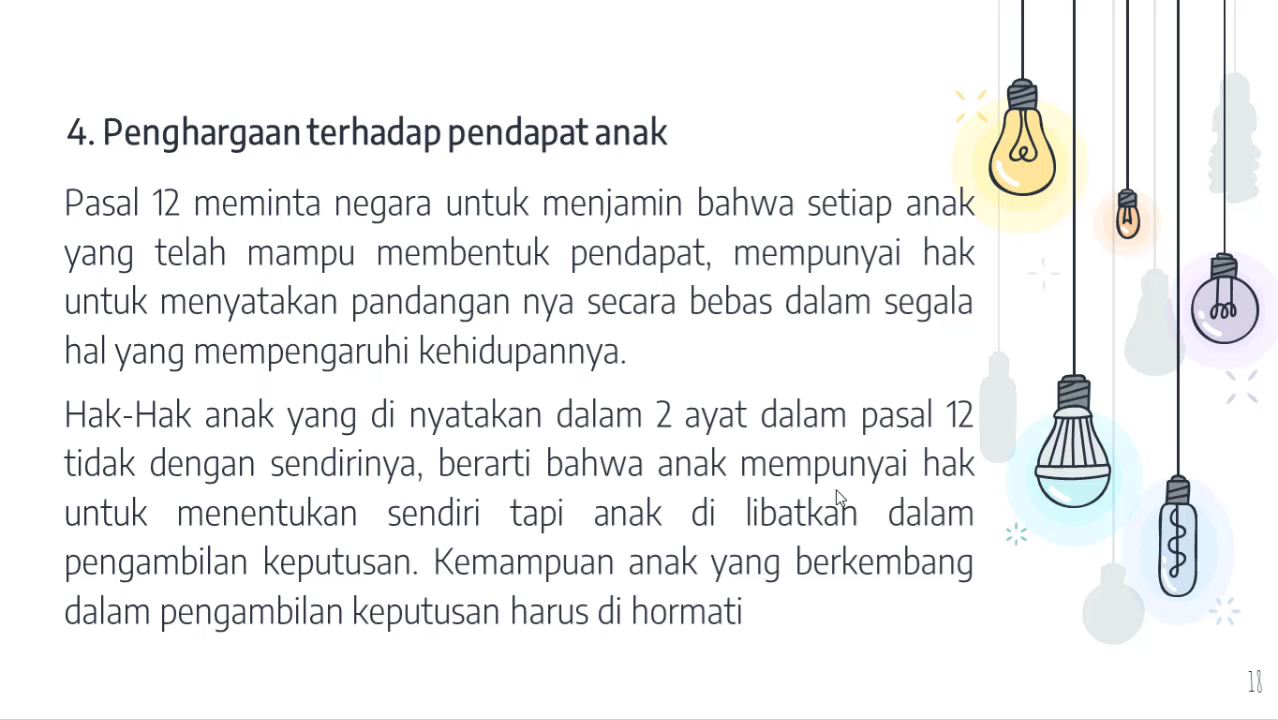 4. Penghargaan terhadap pendapat anak
Pasal 12 meminta negara untuk menjamin bahwa setiap anak
yang telah mampu membentuk pendapat, mempunyai hak
untuk menyatakan pandangan nya secara bebas dalam segala
hal yang mempengaruhi kehidupannya.
Hak-Hak anak yang di nyatakan dalam 2 ayat dalam pasal 12
tidak dengan sendirinya, berarti bahwa anak mempunyai hak
untuk menentukan sendiri tapi anak di libatkan dalam
pengambilan keputusan. Kemampuan anak yang berkembang
dalam pengambilan keputusan harus di hormati
18